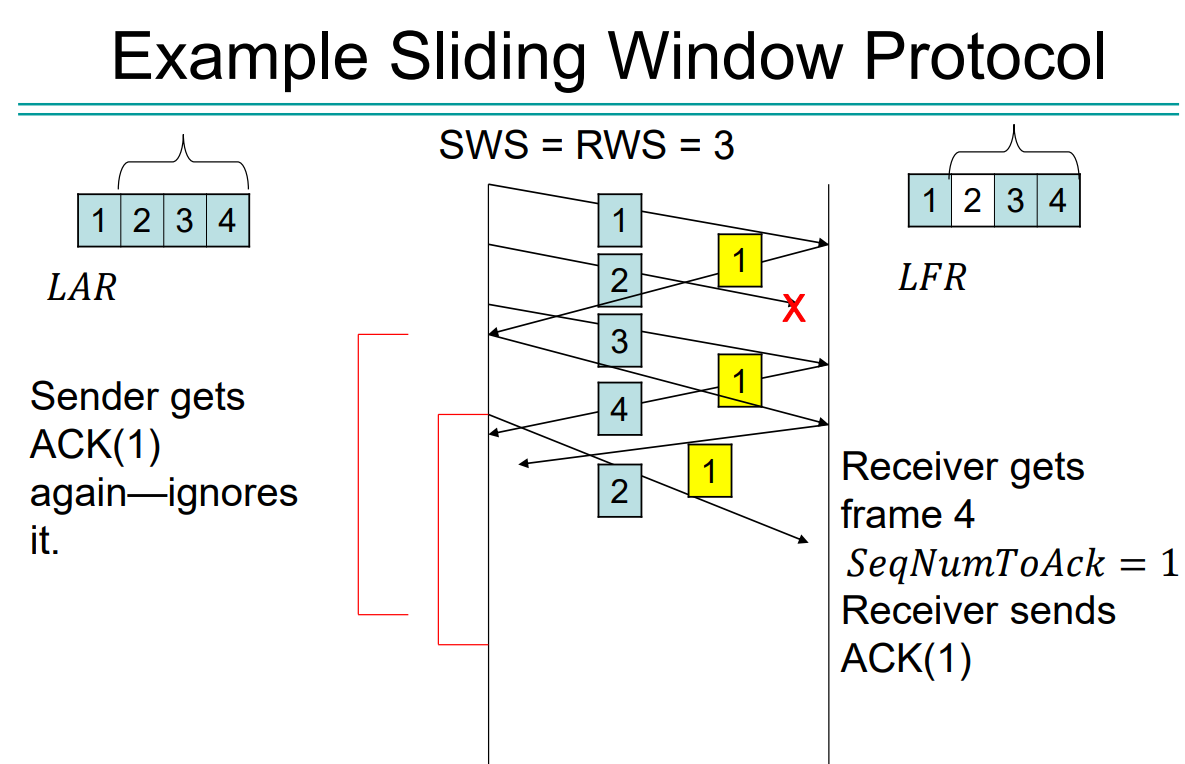 Example Sliding Window Protocol
SWS = RWS = 3
1 2 3 4
LAR
1 2 3 4
LFR
1
1
2
X
3
1
4
1
2
Sender gets
ACK(1)
again—ignores
it.
Receiver gets
frame 4
SeqNumToAck = 1
Receiver sends
ACK(1)